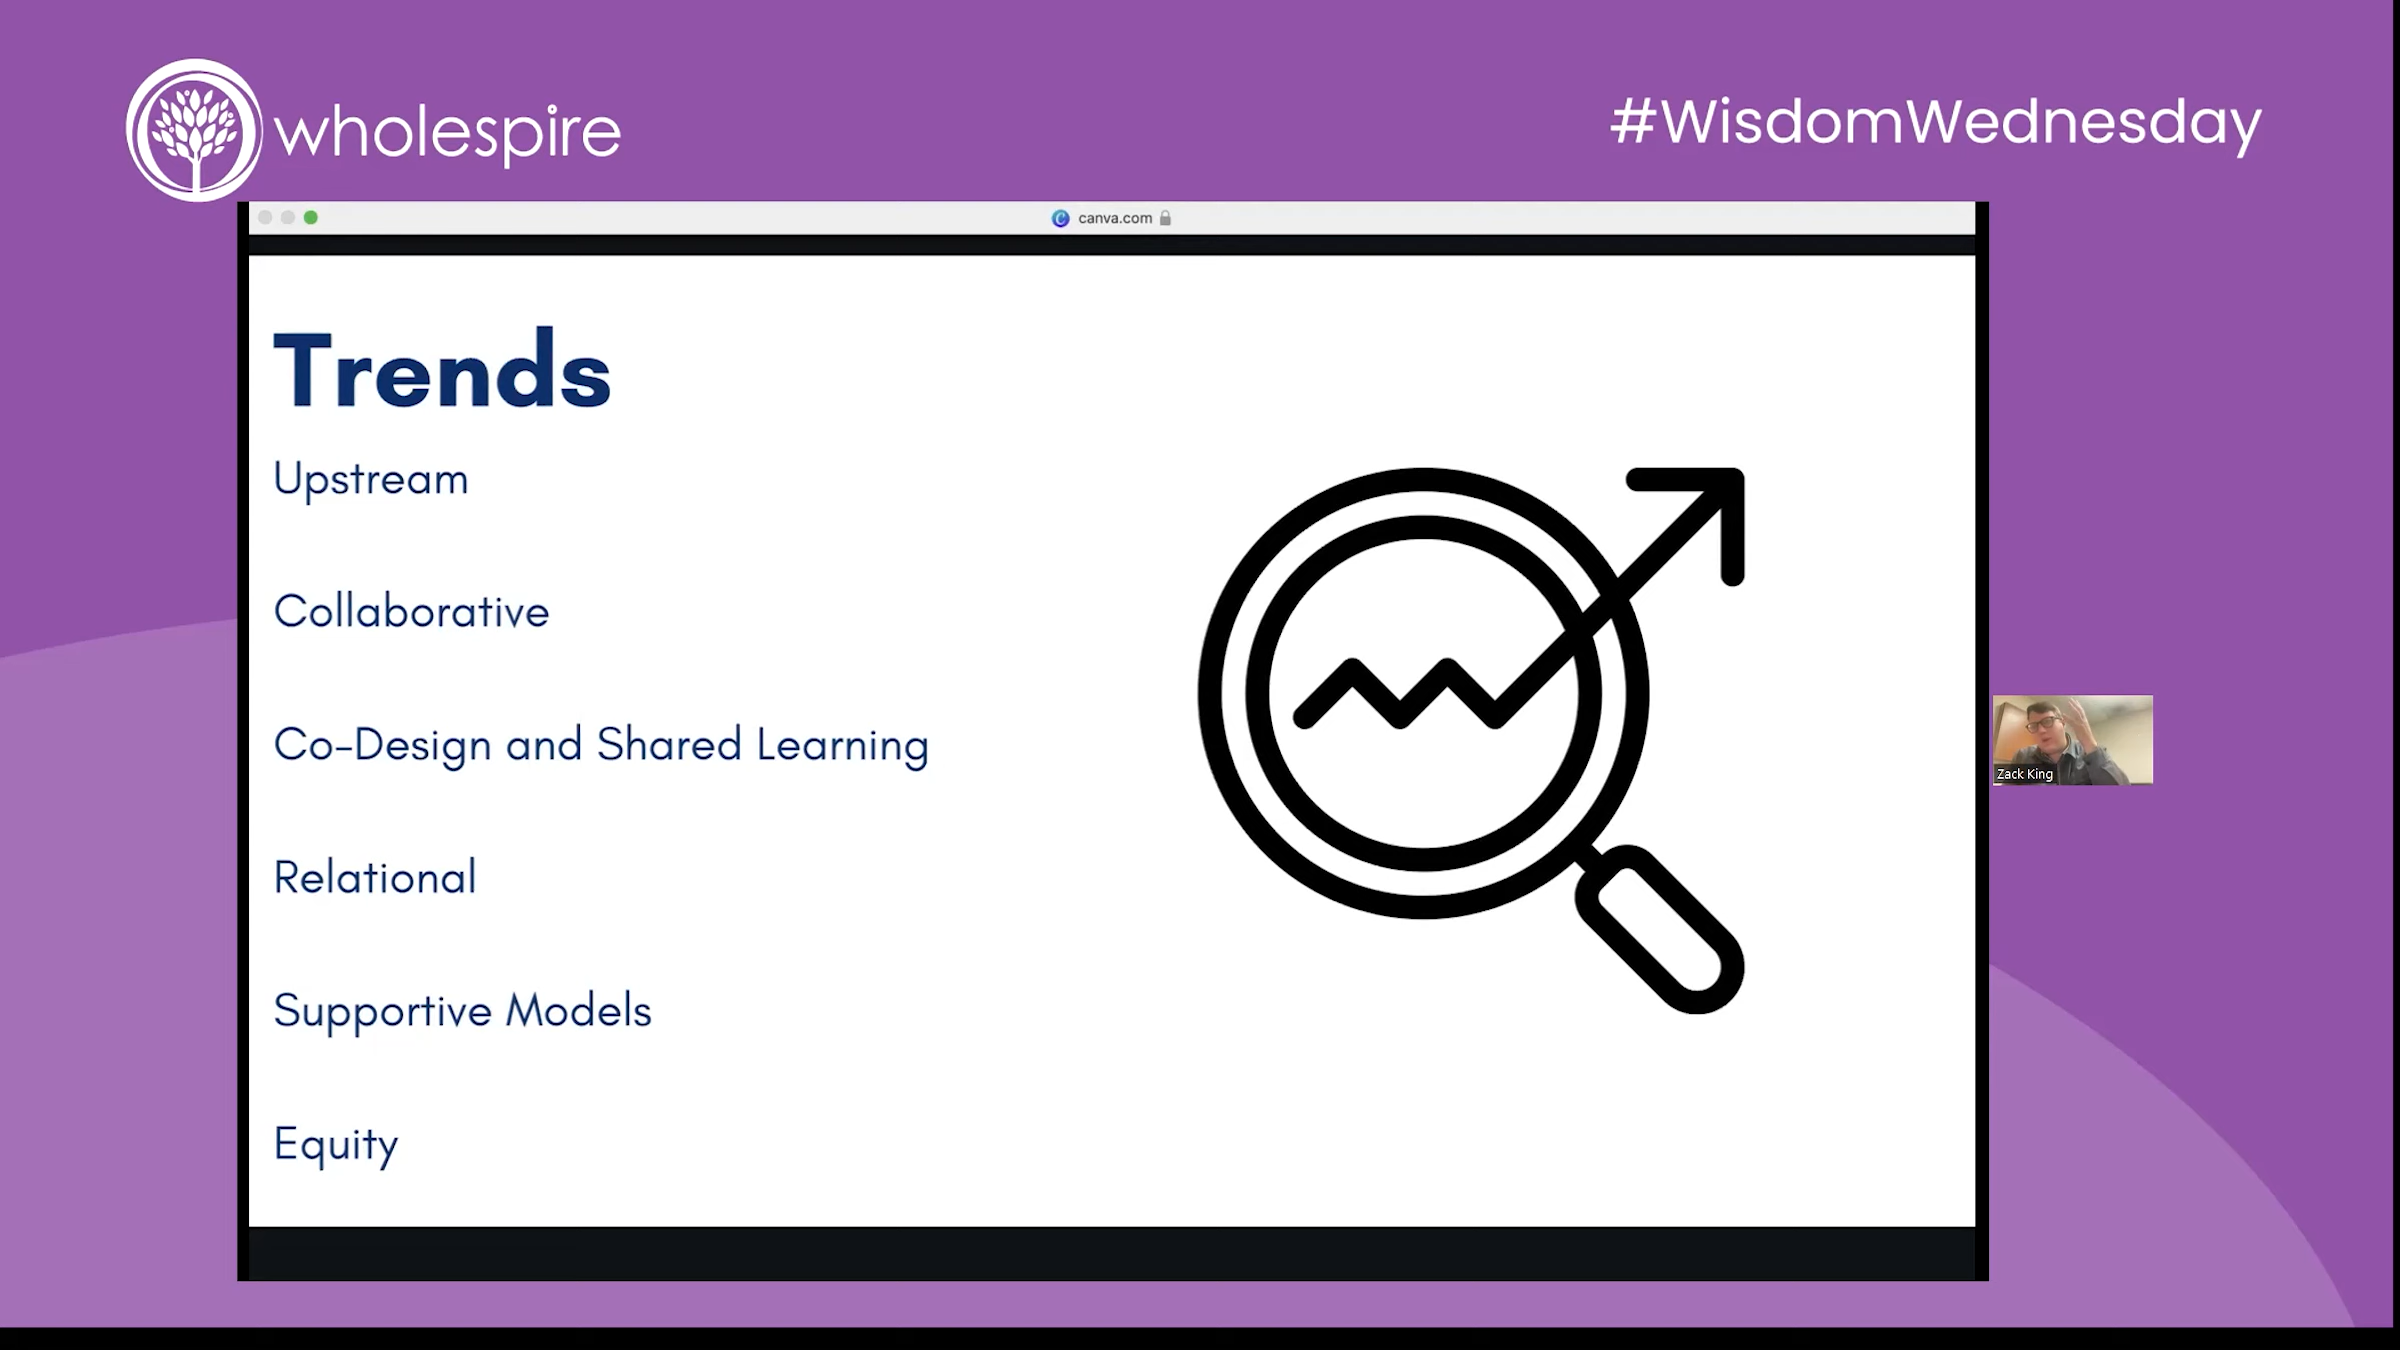 wholespire
#WisdomWednesday
canva.com
Trends
Upstream
Collaborative
Co-Design and Shared Learning
Relational
Supportive Models
Equity
Zack King